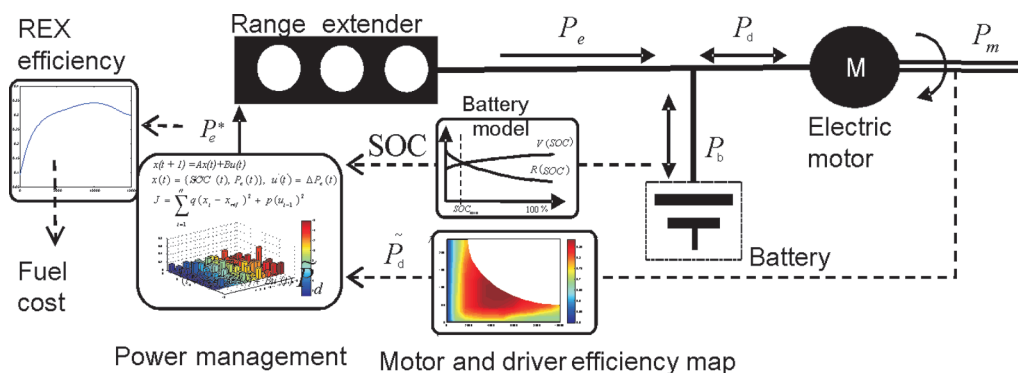 REX
efficiency
Range extender
P_e
P_d
P_m
M
Electric
motor
P_e*
SOC
Battery
model
V(SOC)
R(SOC)
SOC_min
100%
P_b
x(t + 1) =Ax(t)+Bu(t)
x(t) = (SOC (t), P_e(t)), u(t) = ΔP_e(t)
J = ∑ q(x_i − x_ref)² + p(u_{i−1})²
i=1
n
P̃_d
Battery
Fuel
cost
Power management
Motor and driver efficiency map